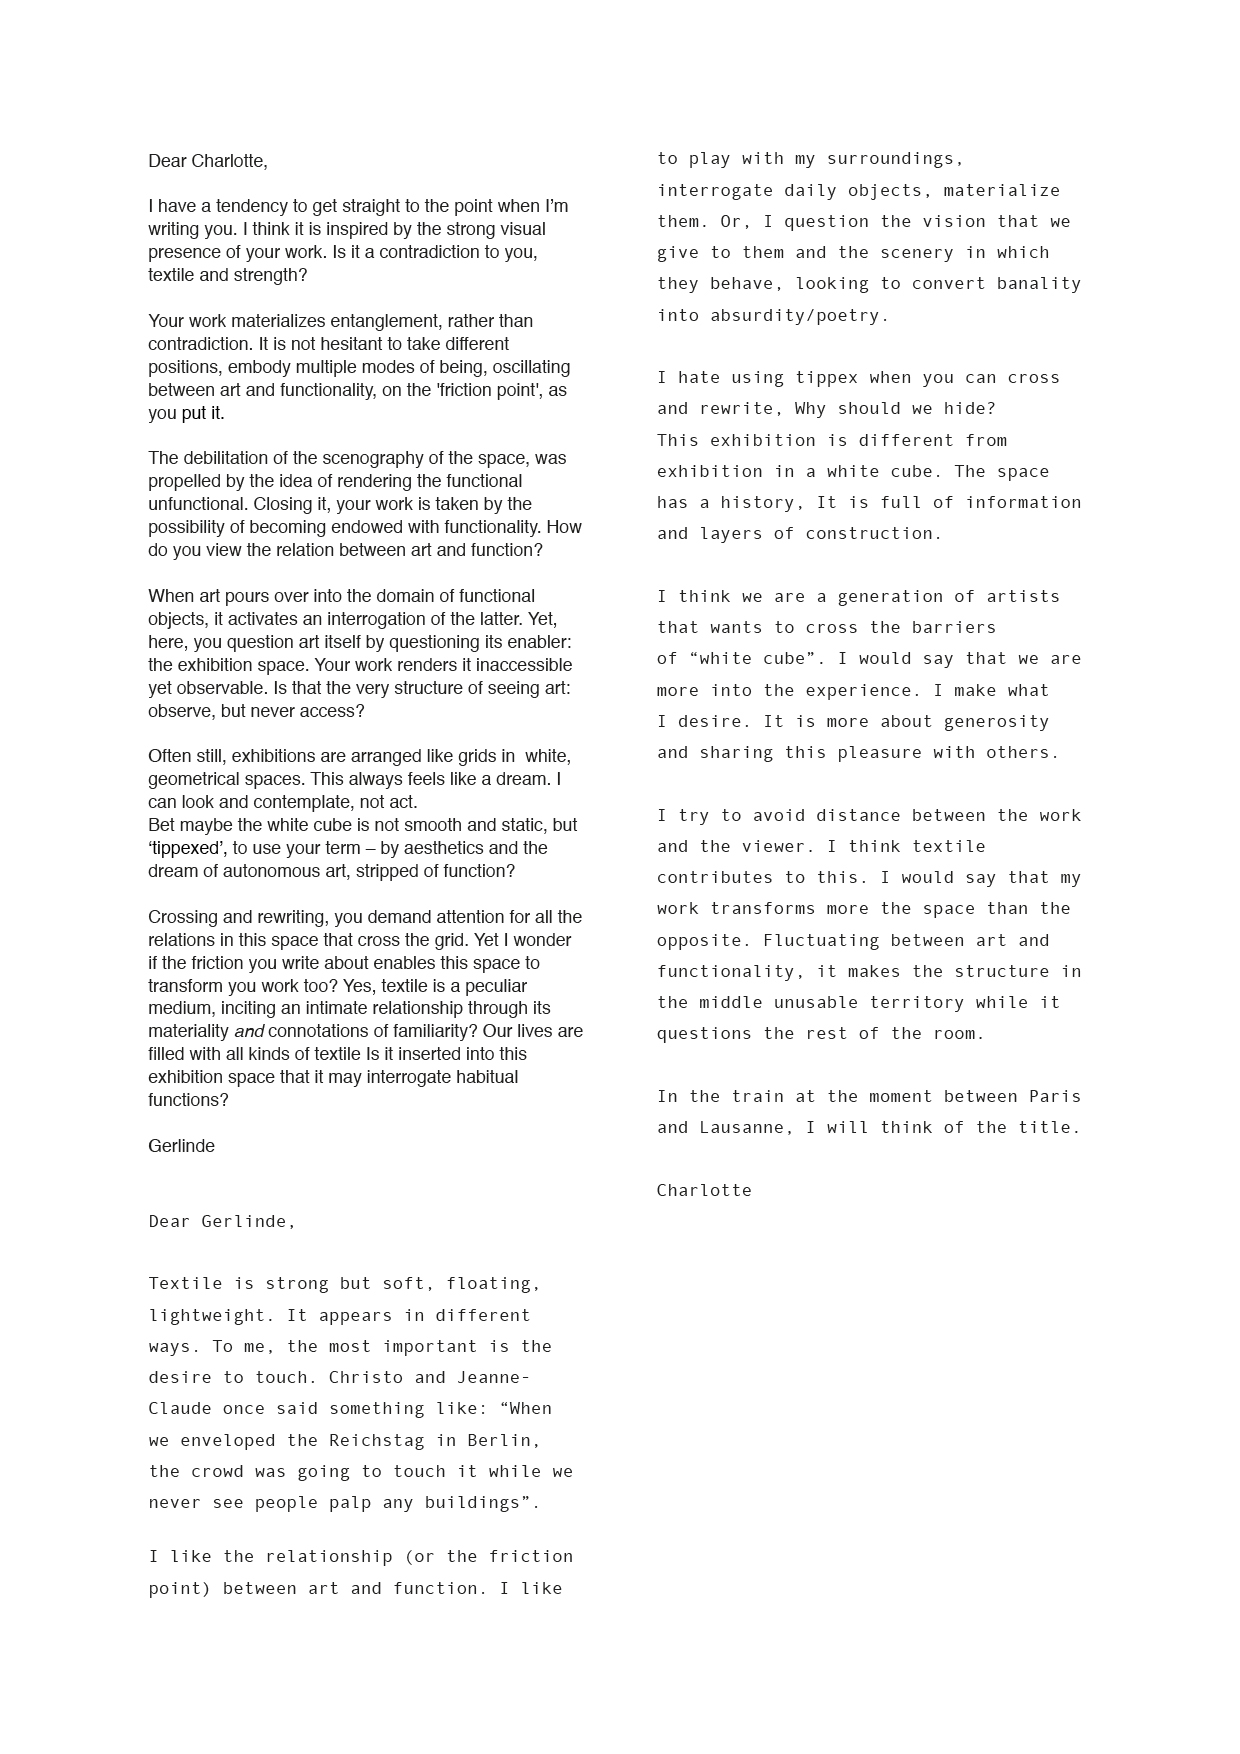 Dear Charlotte,
I have a tendency to get straight to the point when I’m
writing you. I think it is inspired by the strong visual
presence of your work. Is it a contradiction to you,
textile and strength?
Your work materializes entanglement, rather than
contradiction. It is not hesitant to take different
positions, embody multiple modes of being, oscillating
between art and functionality, on the 'friction point', as
you put it.
The debilitation of the scenography of the space, was
propelled by the idea of rendering the functional
unfunctional. Closing it, your work is taken by the
possibility of becoming endowed with functionality. How
do you view the relation between art and function?
When art pours over into the domain of functional
objects, it activates an interrogation of the latter. Yet,
here, you question art itself by questioning its enabler:
the exhibition space. Your work renders it inaccessible
yet observable. Is that the very structure of seeing art:
observe, but never access?
Often still, exhibitions are arranged like grids in  white,
geometrical spaces. This always feels like a dream. I
can look and contemplate, not act.
Bet maybe the white cube is not smooth and static, but
‘tippexed’, to use your term – by aesthetics and the
dream of autonomous art, stripped of function?
Crossing and rewriting, you demand attention for all the
relations in this space that cross the grid. Yet I wonder
if the friction you write about enables this space to
transform you work too? Yes, textile is a peculiar
medium, inciting an intimate relationship through its
materiality and connotations of familiarity? Our lives are
filled with all kinds of textile Is it inserted into this
exhibition space that it may interrogate habitual
functions?
Gerlinde
Dear Gerlinde,
Textile is strong but soft, floating,
lightweight. It appears in different
ways. To me, the most important is the
desire to touch. Christo and Jeanne-
Claude once said something like: “When
we enveloped the Reichstag in Berlin,
the crowd was going to touch it while we
never see people palp any buildings”.
I like the relationship (or the friction
point) between art and function. I like
to play with my surroundings,
interrogate daily objects, materialize
them. Or, I question the vision that we
give to them and the scenery in which
they behave, looking to convert banality
into absurdity/poetry.
I hate using tippex when you can cross
and rewrite, Why should we hide?
This exhibition is different from
exhibition in a white cube. The space
has a history, It is full of information
and layers of construction.
I think we are a generation of artists
that wants to cross the barriers
of “white cube”. I would say that we are
more into the experience. I make what
I desire. It is more about generosity
and sharing this pleasure with others.
I try to avoid distance between the work
and the viewer. I think textile
contributes to this. I would say that my
work transforms more the space than the
opposite. Fluctuating between art and
functionality, it makes the structure in
the middle unusable territory while it
questions the rest of the room.
In the train at the moment between Paris
and Lausanne, I will think of the title.
Charlotte